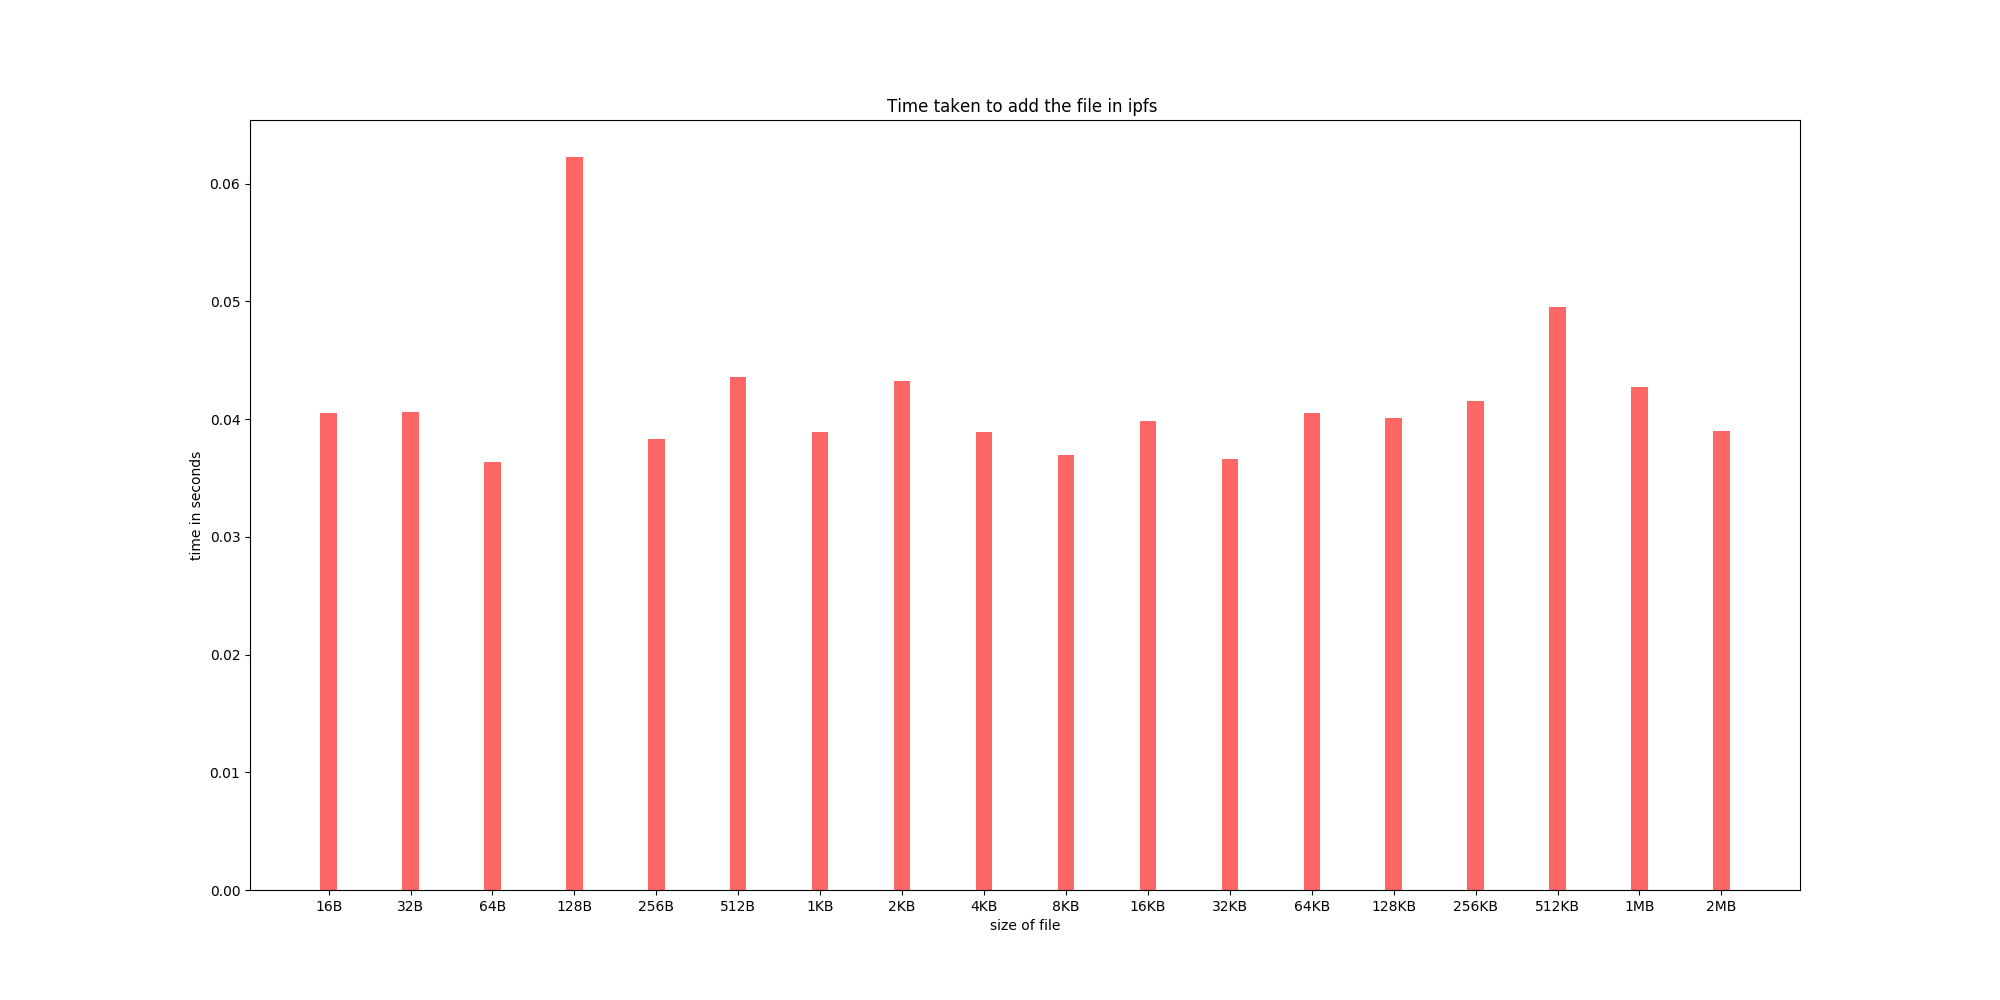 Time taken to add the file in ipfs
0.06
0.05
0.04
0.03
0.02
0.01
0.00
time in seconds
16B 32B 64B 128B 256B 512B 1KB 2KB 4KB 8KB 16KB 32KB 64KB 128KB 256KB 512KB 1MB 2MB
size of file